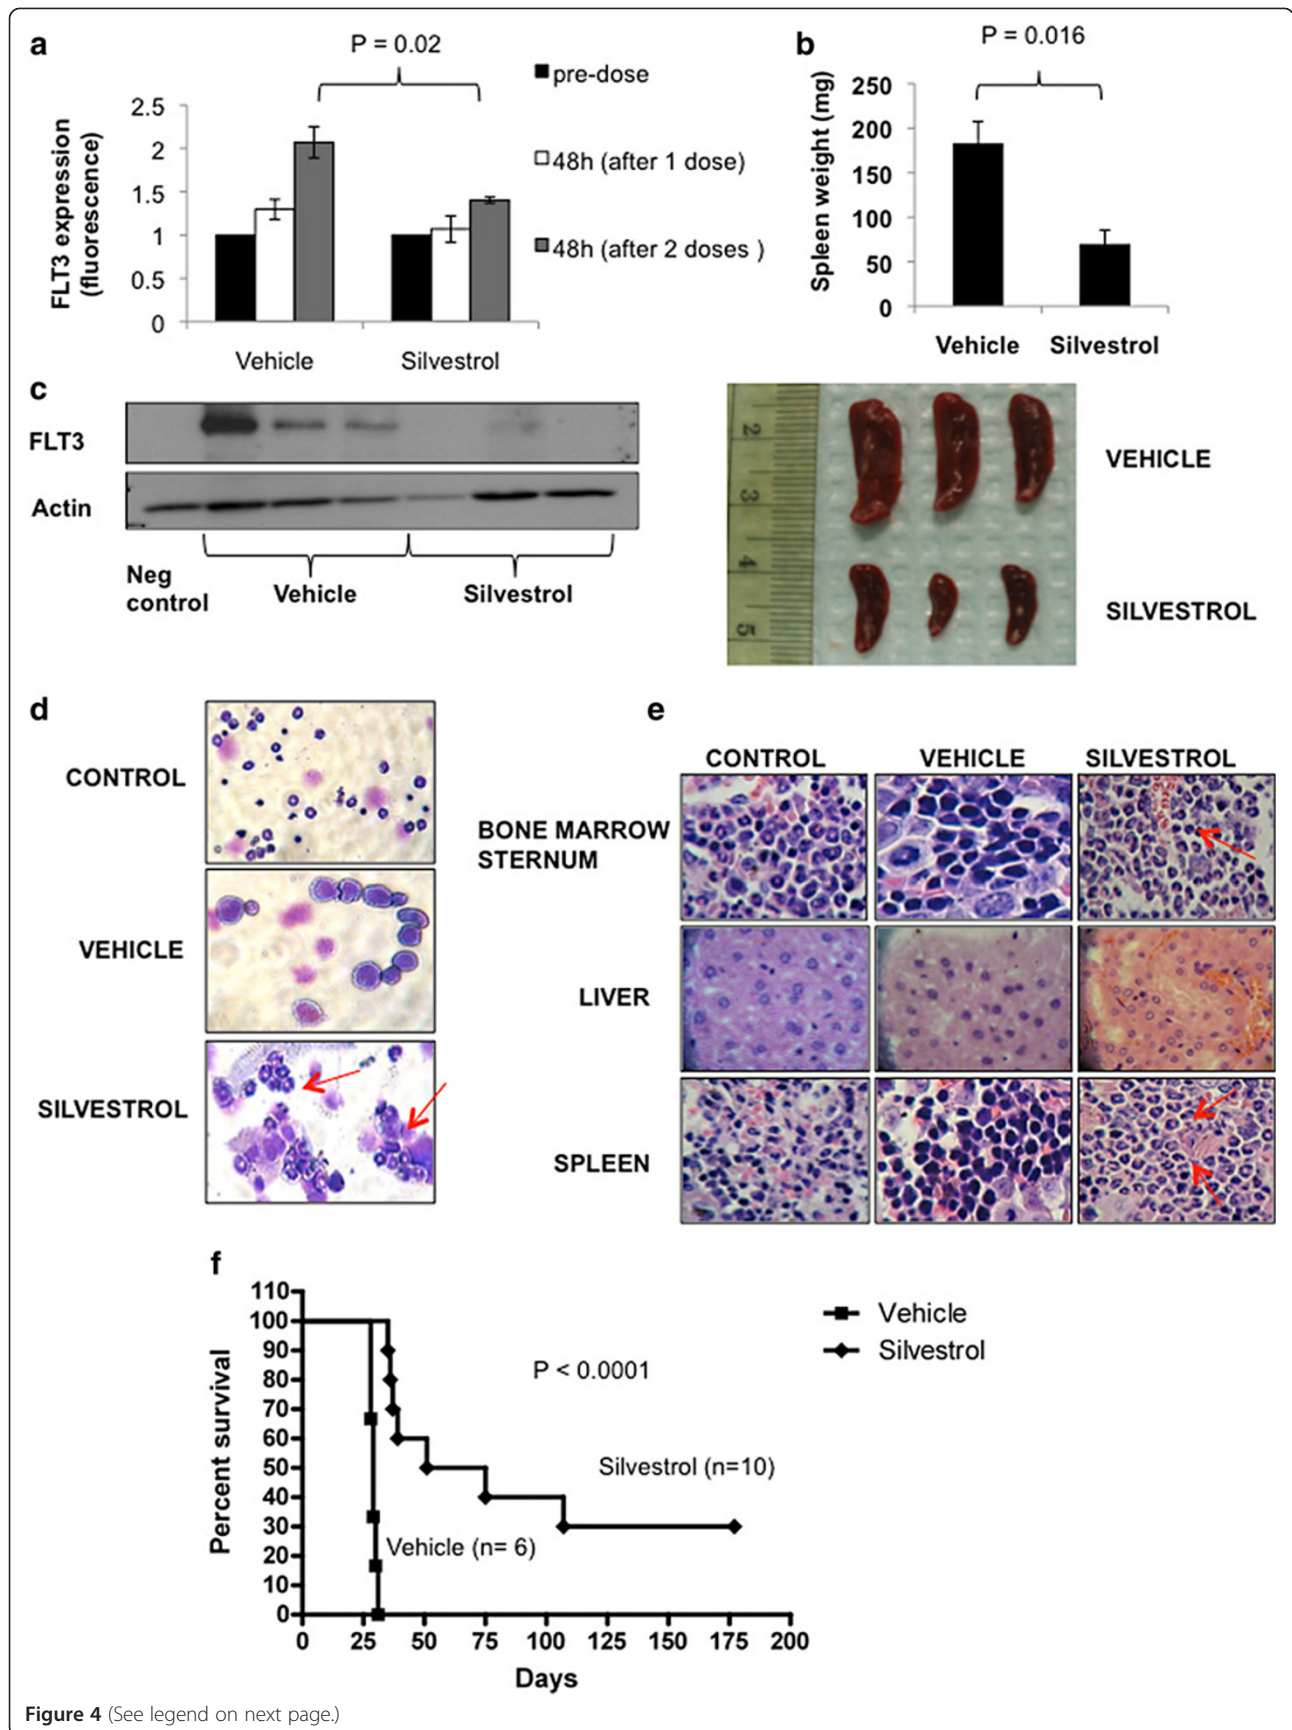 a
P = 0.02
FLT3 expression
(fluorescence)
2.5
2
1.5
1
0.5
0
Vehicle
Silvestrol
pre-dose
48h (after 1 dose)
48h (after 2 doses )
b
P = 0.016
Spleen weight (mg)
250
200
150
100
50
0
Vehicle
Silvestrol
2
3
4
5
VEHICLE
SILVESTROL
c
FLT3
Actin
Neg
control
Vehicle
Silvestrol
d
CONTROL
VEHICLE
SILVESTROL
e
CONTROL
VEHICLE
SILVESTROL
BONE MARROW
STERNUM
LIVER
SPLEEN
f
Percent survival
110
100
90
80
70
60
50
40
30
20
10
0
0 25 50 75 100 125 150 175 200
Days
P < 0.0001
Silvestrol (n=10)
Vehicle (n= 6)
Vehicle
Silvestrol
Figure 4 (See legend on next page.)